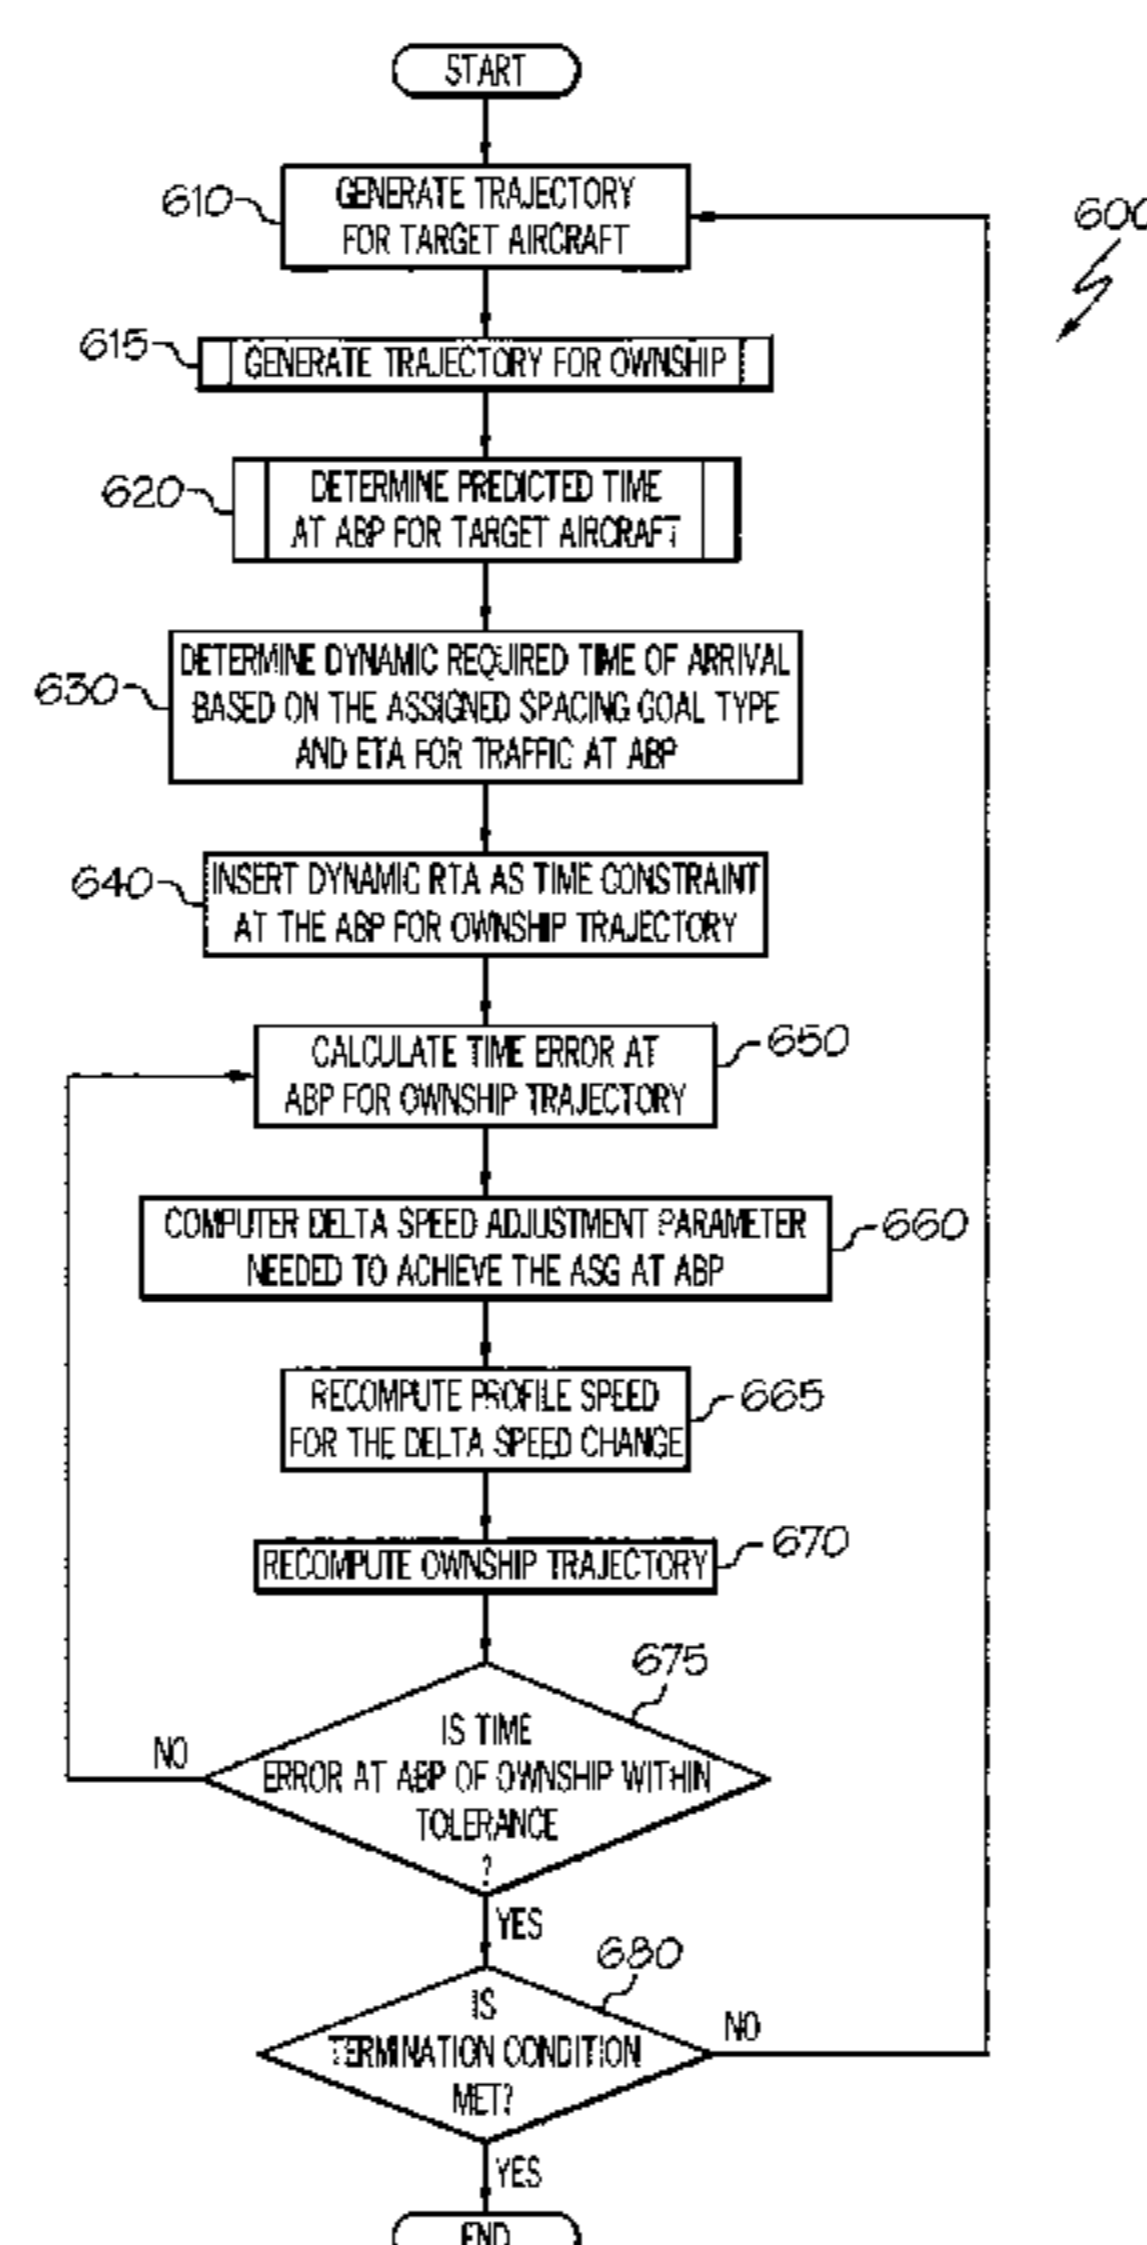 START
610
GENERATE TRAJECTORY
FOR TARGET AIRCRAFT
600
615
GENERATE TRAJECTORY FOR OWNSHIP
620
DETERMINE PREDICTED TIME
AT ABP FOR TARGET AIRCRAFT
630
DETERMINE DYNAMIC REQUIRED TIME OF ARRIVAL
BASED ON THE ASSIGNED SPACING GOAL TYPE
AND ETA FOR TRAFFIC AT ABP
640
INSERT DYNAMIC RTA AS TIME CONSTRAINT
AT THE ABP FOR OWNSHIP TRAJECTORY
650
CALCULATE TIME ERROR AT
ABP FOR OWNSHIP TRAJECTORY
660
COMPUTER DELTA SPEED ADJUSTMENT PARAMETER
NEEDED TO ACHIEVE THE ASG AT ABP
665
RECOMPUTE PROFILE SPEED
FOR THE DELTA SPEED CHANGE
670
RECOMPUTE OWNSHIP TRAJECTORY
675
IS TIME
ERROR AT ABP OF OWNSHIP WITHIN
TOLERANCE
?
NO
YES
680
IS
TERMINATION CONDITION
MET?
NO
YES
END